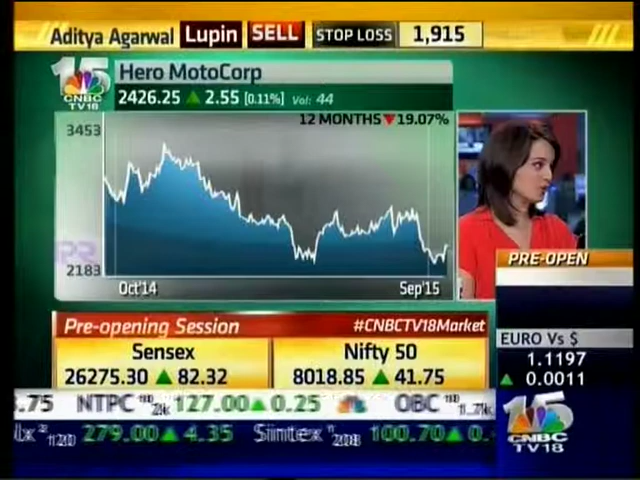 Aditya Agarwal Lupin SELL STOP LOSS 1,915
15
CNBC
TV18
Hero MotoCorp
2426.25 ▲ 2.55 [0.11%] Vol: 44
12 MONTHS ▼ 19.07%
3453
2183
Oct'14 Sep'15
PRE-OPEN
Pre-opening Session #CNBCTV18Market
Sensex
26275.30 ▲ 82.32
Nifty 50
8018.85 ▲ 41.75
EURO Vs $
1.1197
▲ 0.0011
.75 NTPC 127.00 ▲ 0.25 OBC
279.00 ▲ 4.35 Sintex 100.70 ▲ 0.
15
CNBC
TV18